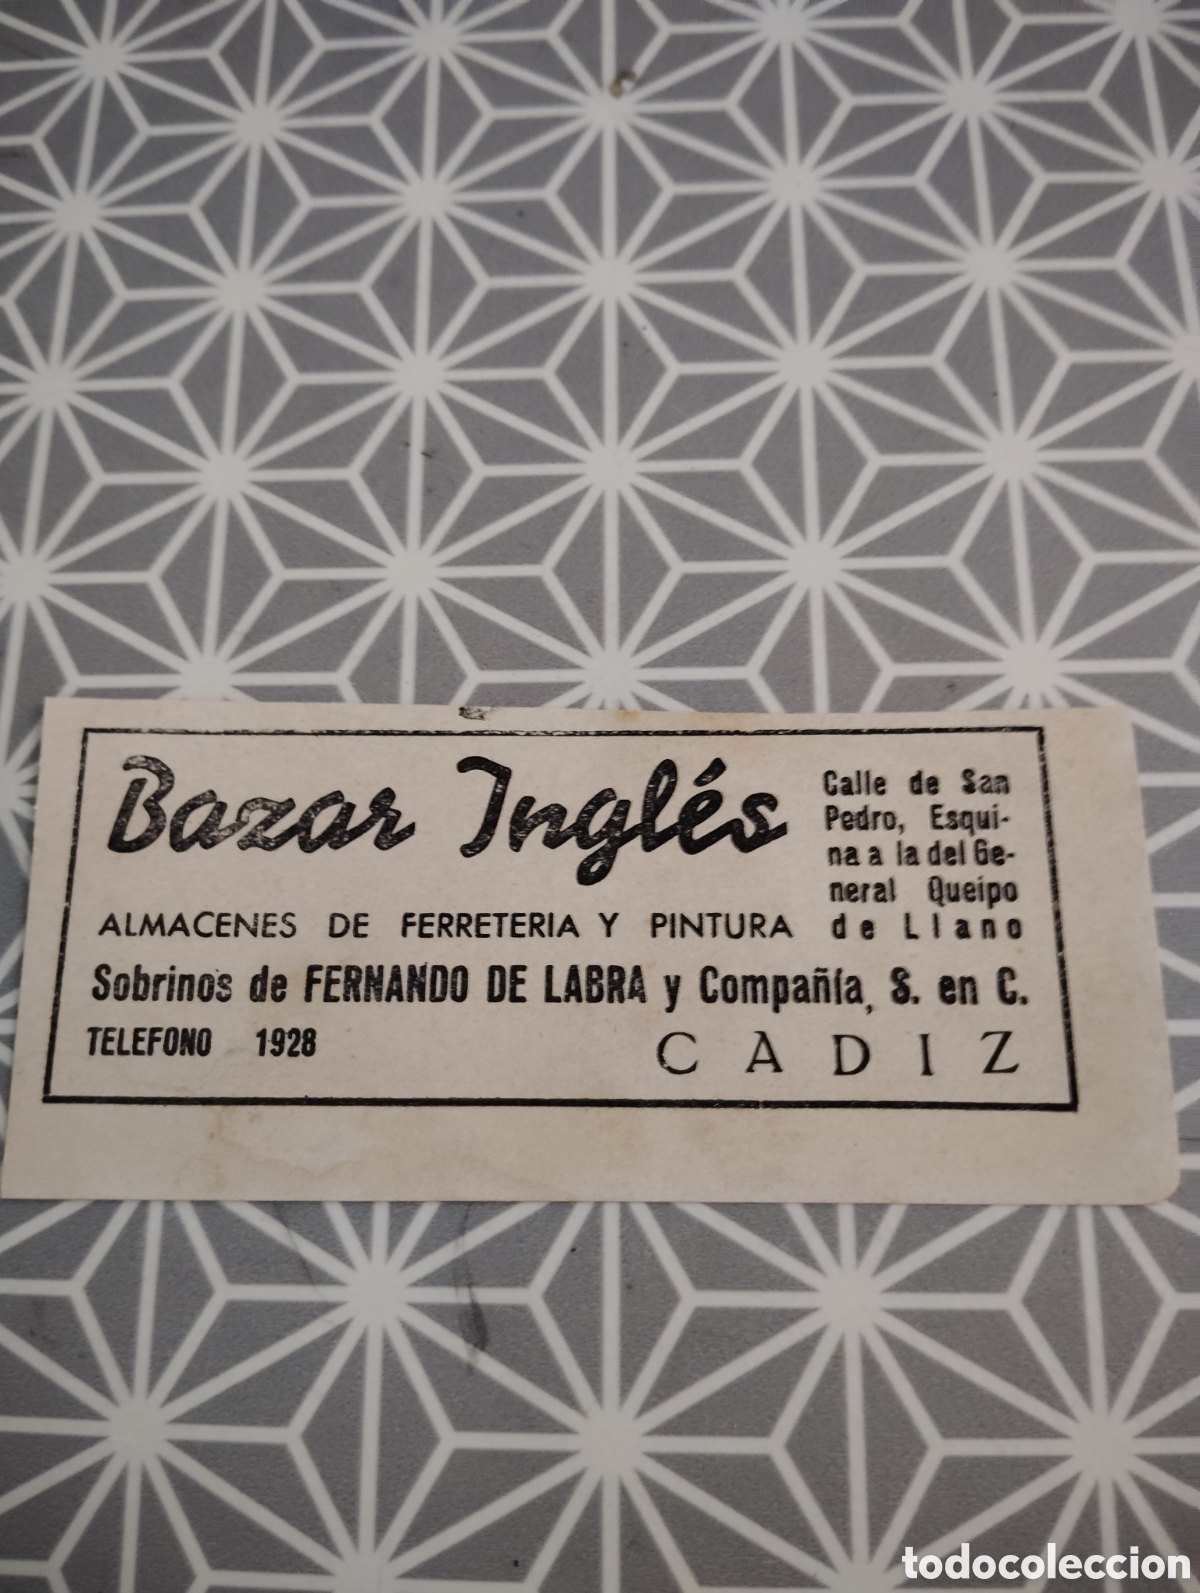 Bazar Inglés
Calle de San
Pedro, Esqui-
na a la del Ge-
neral Queipo
de Llano
ALMACENES DE FERRETERIA Y PINTURA
Sobrinos de FERNANDO DE LABRA y Compañía, S. en C.
TELEFONO 1928
CADIZ
todocoleccion